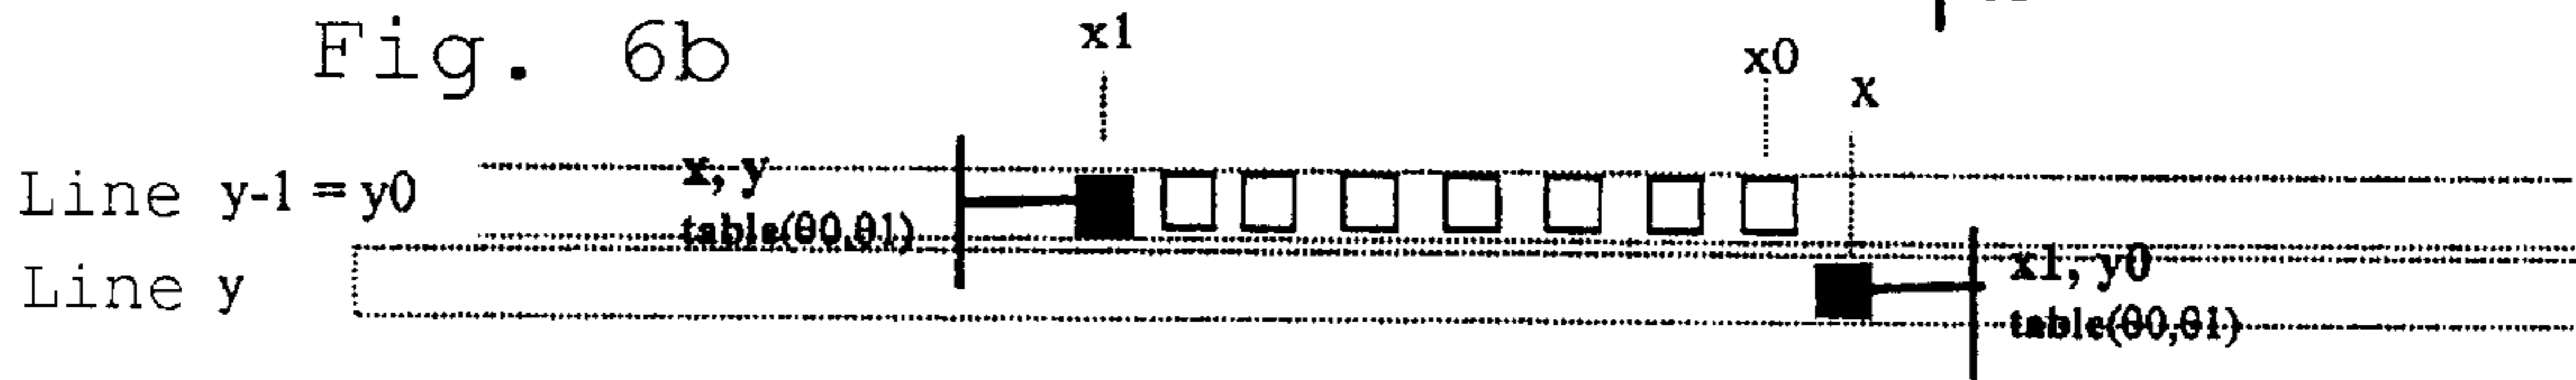 Fig. 6b
x1
x0
x
Line y-1 = y0
x, y
table(θ0,θ1)
Line y
x1, y0
table(θ0,θ1)